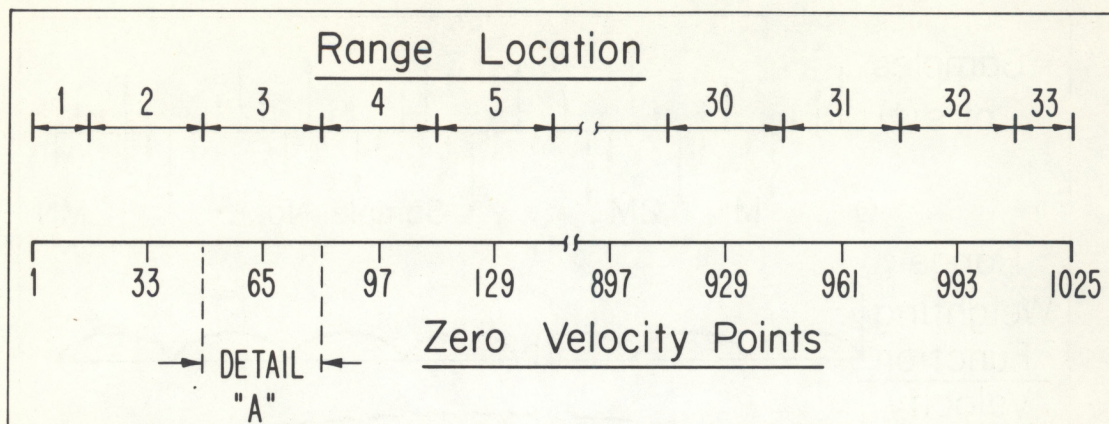 Range Location
1 2 3 4 5 30 31 32 33
1 33 65 97 129 897 929 961 993 1025
Zero Velocity Points
DETAIL
"A"